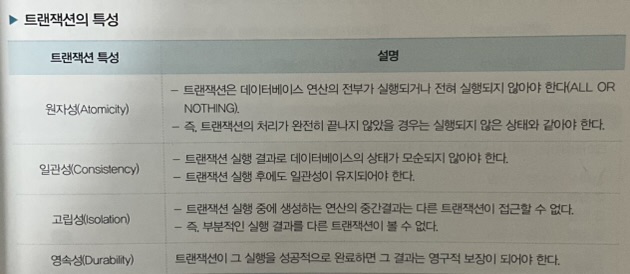 ▶ 트랜잭션의 특성
트랜잭션 특성
설명
원자성(Atomicity)
– 트랜잭션은 데이터베이스 연산의 전부가 실행되거나 전혀 실행되지 않아야 한다(ALL OR
NOTHING).
– 즉, 트랜잭션의 처리가 완전히 끝나지 않았을 경우는 실행되지 않은 상태와 같아야 한다.
일관성(Consistency)
– 트랜잭션 실행 결과로 데이터베이스의 상태가 모순되지 않아야 한다.
– 트랜잭션 실행 후에도 일관성이 유지되어야 한다.
고립성(Isolation)
– 트랜잭션 실행 중에 생성하는 연산의 중간결과는 다른 트랜잭션이 접근할 수 없다.
– 즉, 부분적인 실행 결과를 다른 트랜잭션이 볼 수 없다.
영속성(Durability)
트랜잭션이 그 실행을 성공적으로 완료하면 그 결과는 영구적 보장이 되어야 한다.